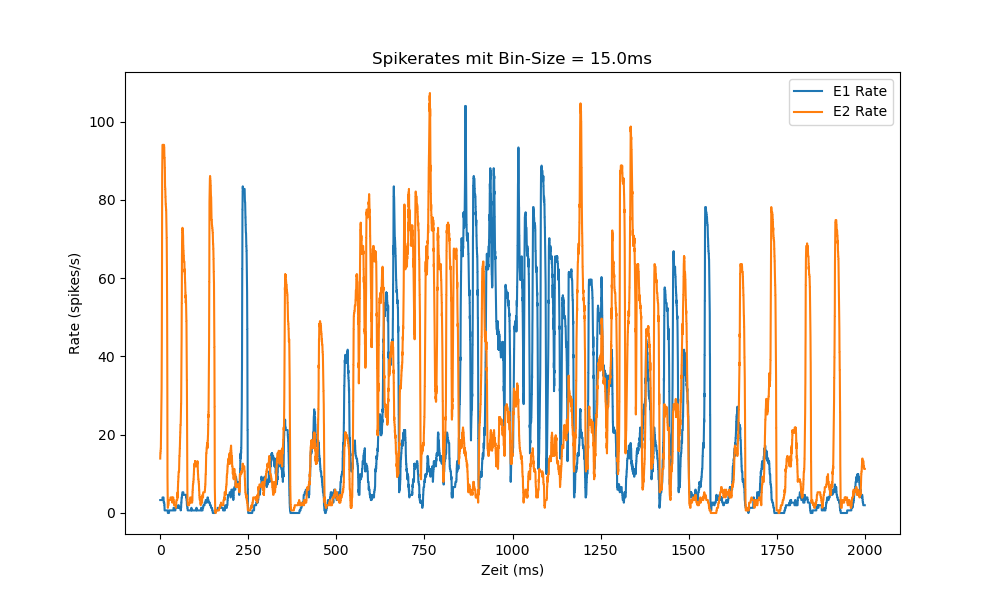 Spikerates mit Bin-Size = 15.0ms
E1 Rate
E2 Rate
100
80
60
40
20
0
Rate (spikes/s)
0 250 500 750 1000 1250 1500 1750 2000
Zeit (ms)